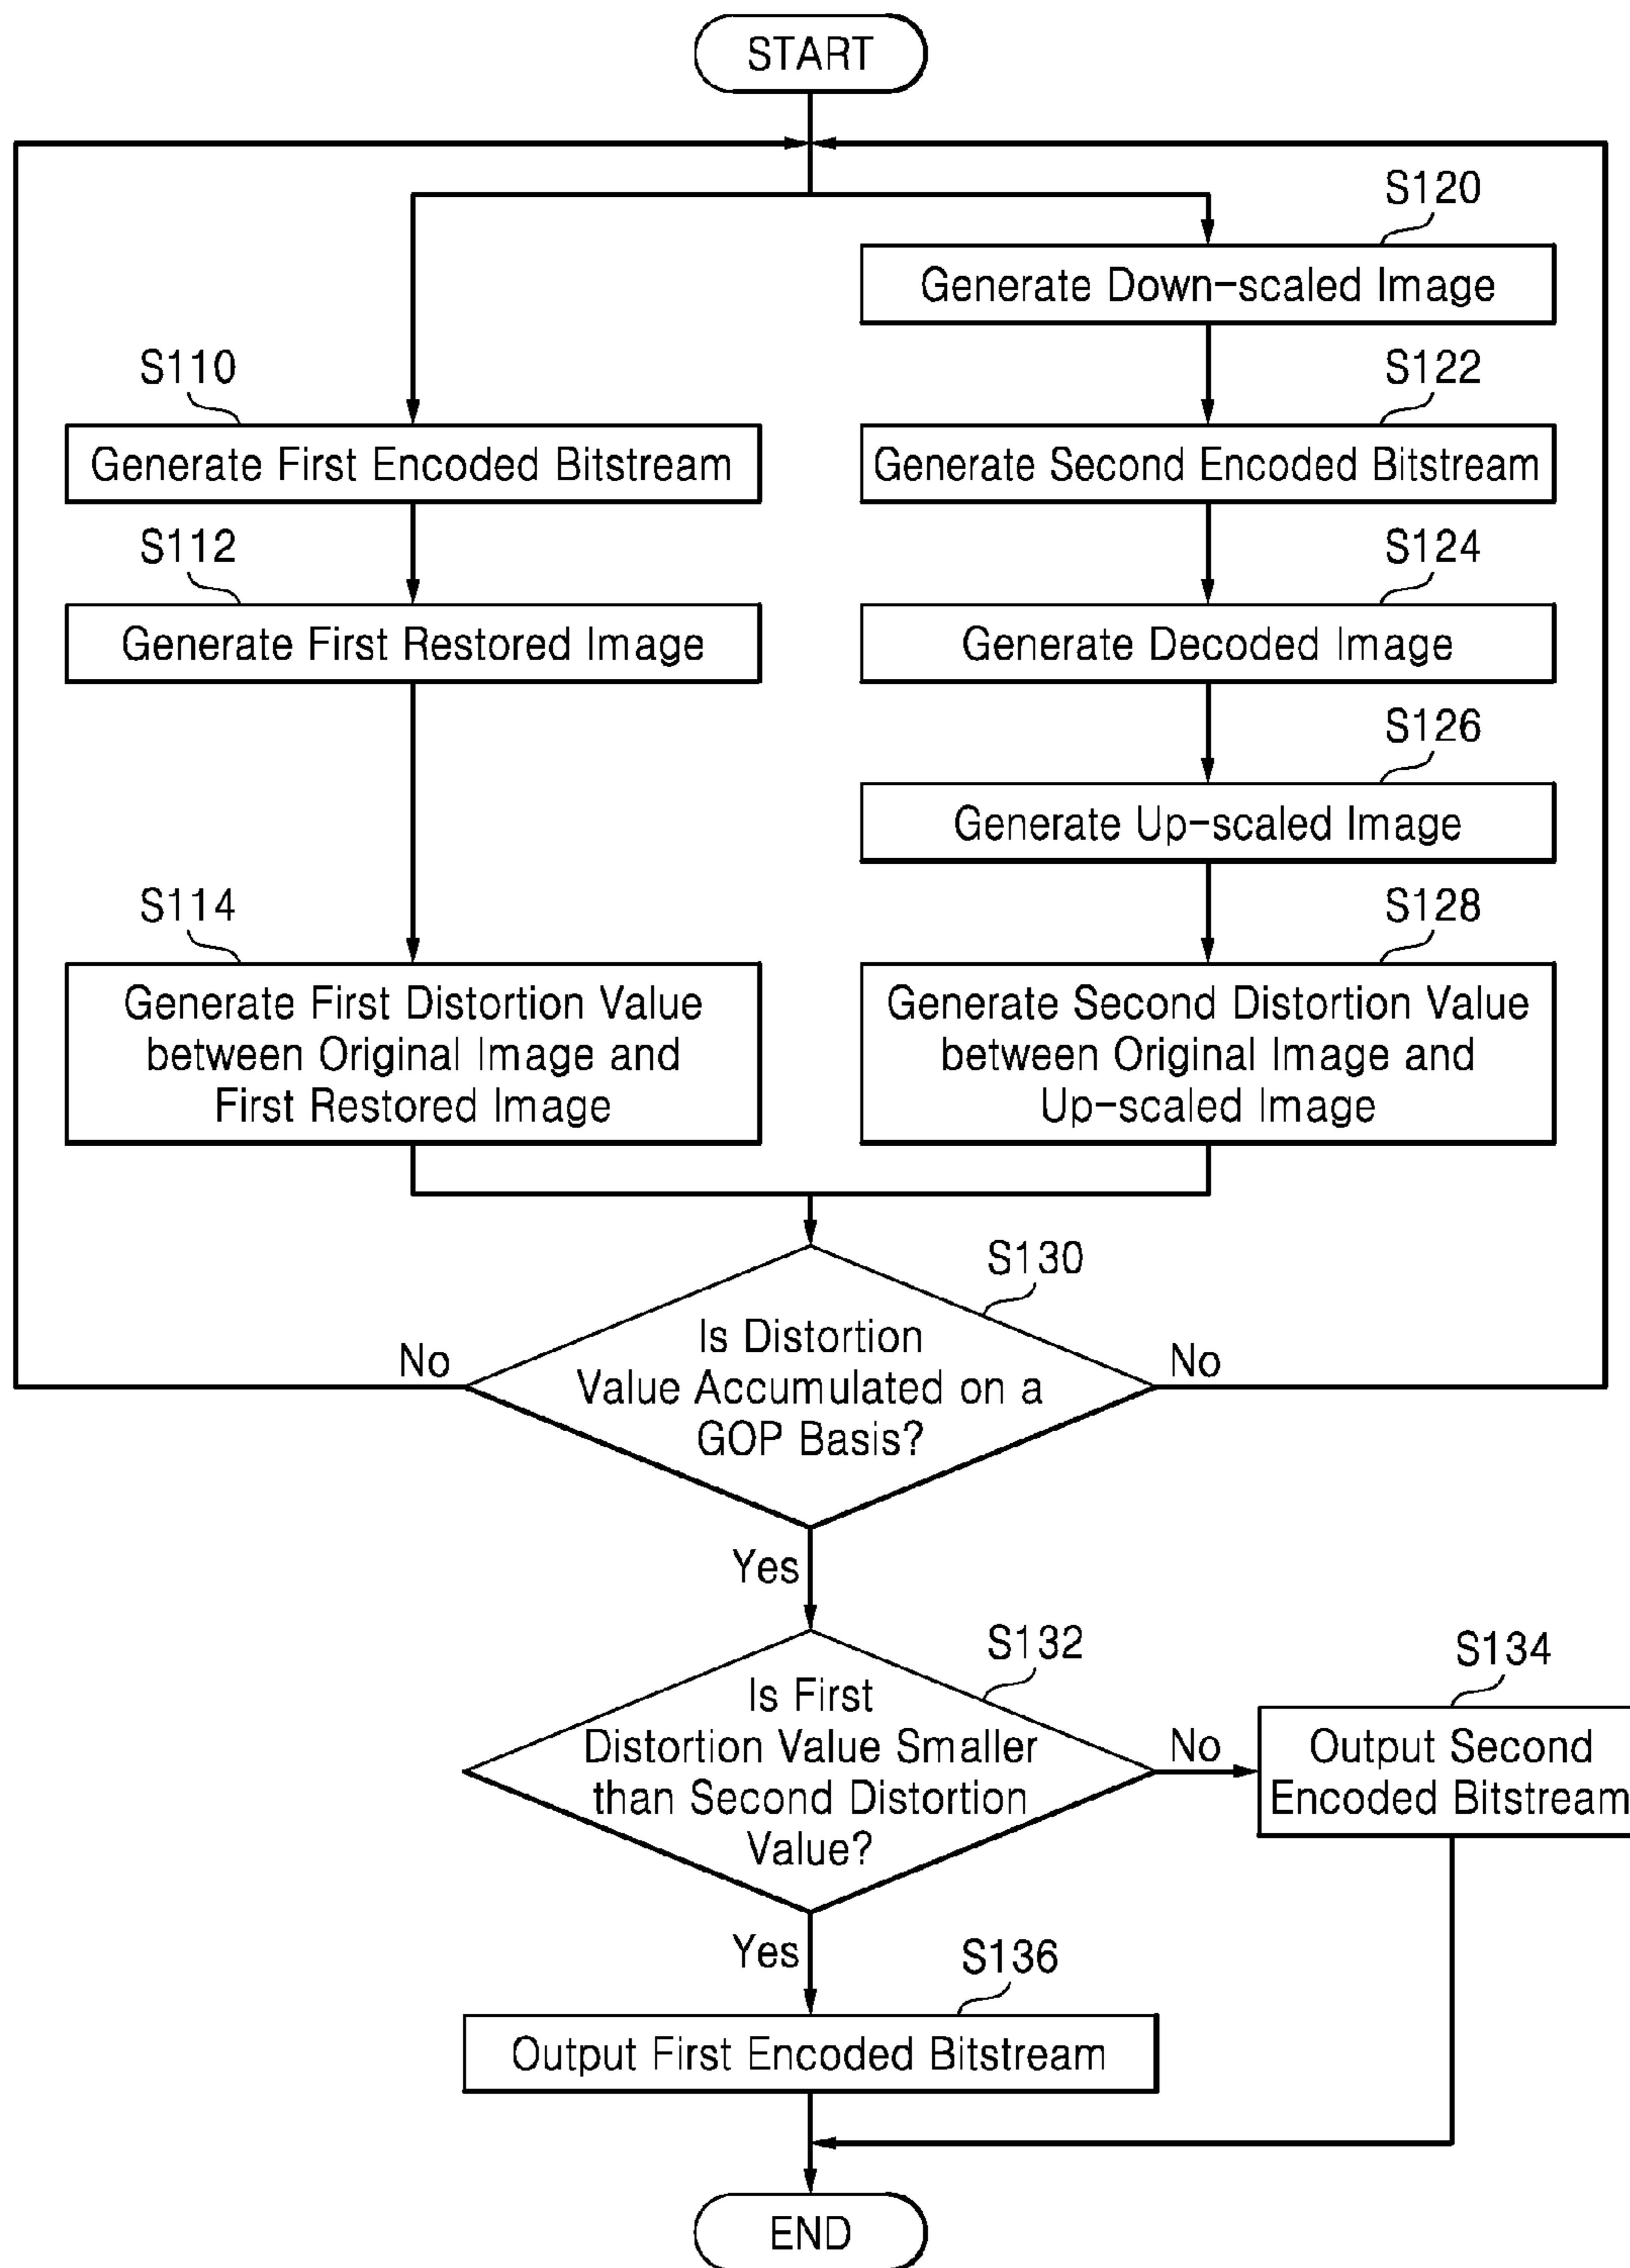 START
S120
Generate Down-scaled Image
S110
S122
Generate First Encoded Bitstream
Generate Second Encoded Bitstream
S112
S124
Generate First Restored Image
Generate Decoded Image
S126
Generate Up-scaled Image
S114
S128
Generate First Distortion Value
between Original Image and
First Restored Image
Generate Second Distortion Value
between Original Image and
Up-scaled Image
S130
Is Distortion
Value Accumulated on a
GOP Basis?
No
No
Yes
S132
Is First
Distortion Value Smaller
than Second Distortion
Value?
No
S134
Output Second
Encoded Bitstream
Yes
S136
Output First Encoded Bitstream
END